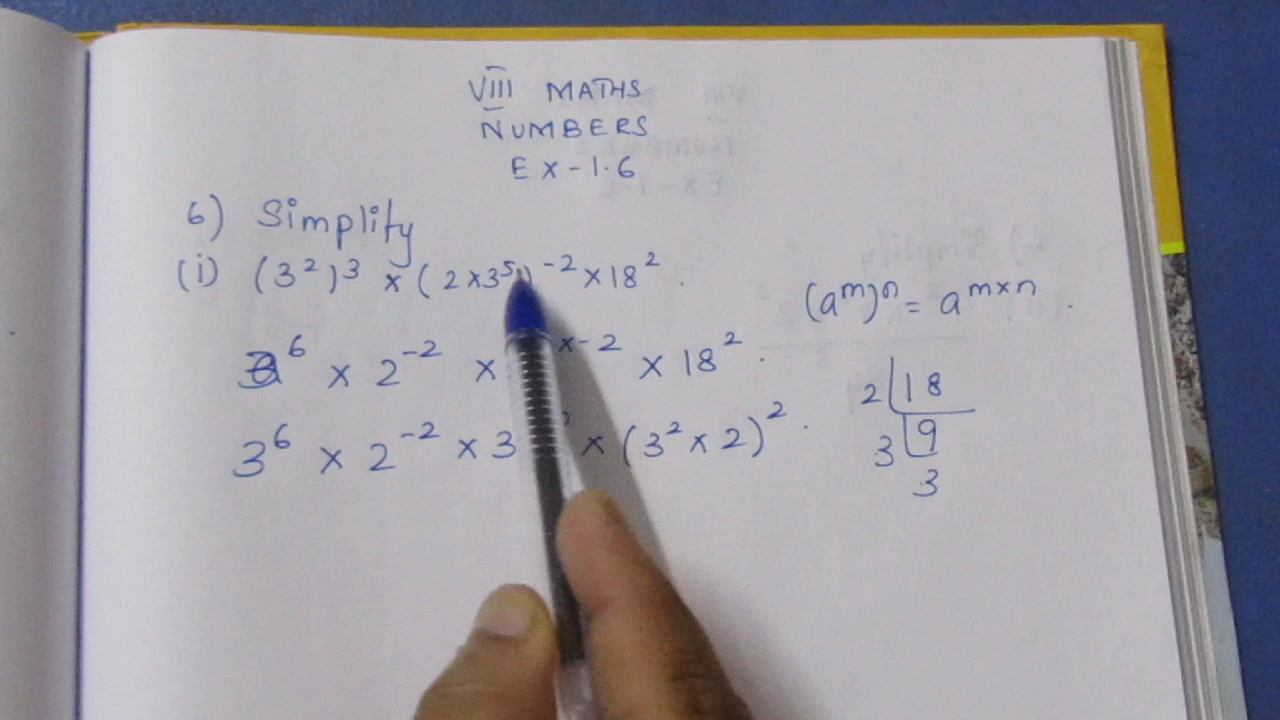 VIII MATHS
NUMBERS
EX-1.6
6) Simplify
(i) (3²)³ × (2×3⁵)⁻² × 18² .
(aᵐ)ⁿ = aᵐˣⁿ .
3⁶ × 2⁻² × ˣ⁻² × 18² .
3⁶ × 2⁻² × 3 × (3² × 2)² .
2 18
3 9
3